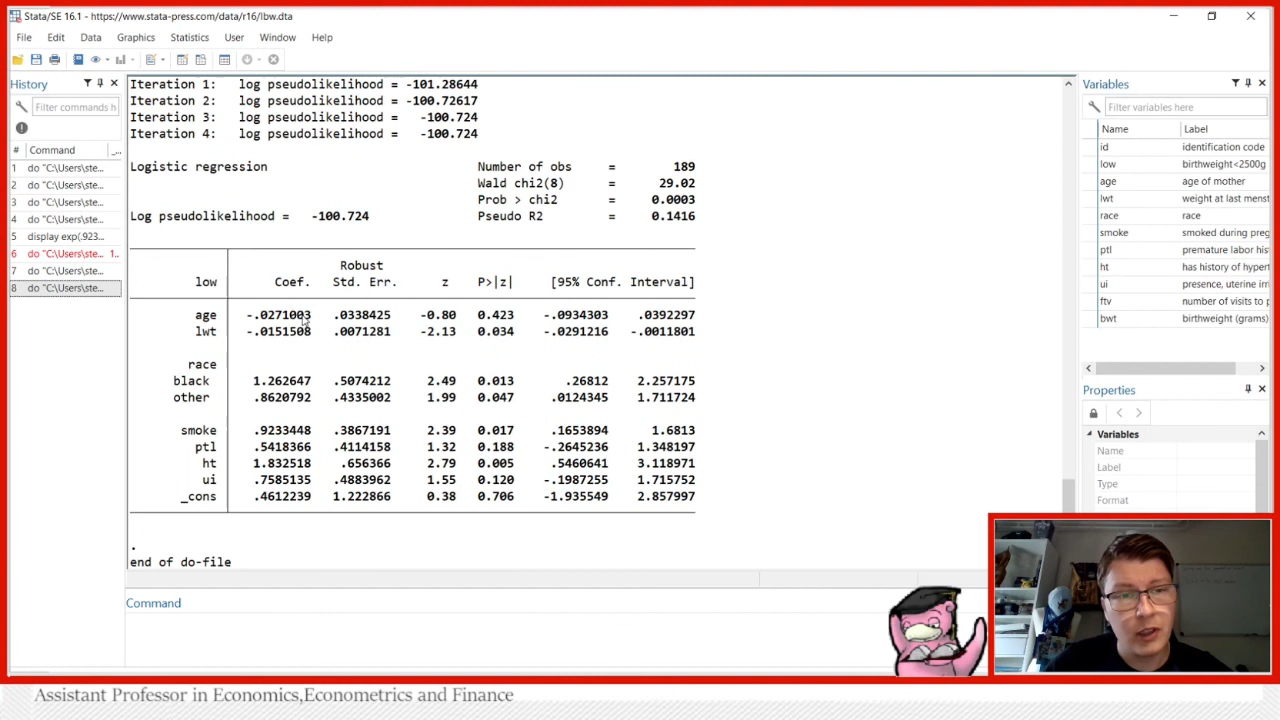 Stata/SE 16.1 - https://www.stata-press.com/data/r16/lbw.dta
File Edit Data Graphics Statistics User Window Help
History
Filter commands h
# Command
1 do "C:\Users\ste...
2 do "C:\Users\ste...
3 do "C:\Users\ste...
4 do "C:\Users\ste...
5 display exp(.923...
6 do "C:\Users\ste... 1..
7 do "C:\Users\ste...
8 do "C:\Users\ste...
Iteration 1: log pseudolikelihood = -101.28644
Iteration 2: log pseudolikelihood = -100.72617
Iteration 3: log pseudolikelihood = -100.724
Iteration 4: log pseudolikelihood = -100.724
Logistic regression Number of obs = 189
Wald chi2(8) = 29.02
Prob > chi2 = 0.0003
Log pseudolikelihood = -100.724 Pseudo R2 = 0.1416
Robust
low Coef. Std. Err. z P>|z| [95% Conf. Interval]
age -.0271003 .0338425 -0.80 0.423 -.0934303 .0392297
lwt -.0151508 .0071281 -2.13 0.034 -.0291216 -.0011801
race
black 1.262647 .5074212 2.49 0.013 .26812 2.257175
other .8620792 .4335002 1.99 0.047 .0124345 1.711724
smoke .9233448 .3867191 2.39 0.017 .1653894 1.6813
ptl .5418366 .4114158 1.32 0.188 -.2645236 1.348197
ht 1.832518 .656366 2.79 0.005 .5460641 3.118971
ui .7585135 .4883962 1.55 0.120 -.1987255 1.715752
_cons .4612239 1.222866 0.38 0.706 -1.935549 2.857997
.
end of do-file
Command
Variables
Filter variables here
Name Label
id identification code
low birthweight<2500g
age age of mother
lwt weight at last menst
race race
smoke smoked during preg
ptl premature labor his
ht has history of hypert
ui presence, uterine irri
ftv number of visits to
bwt birthweight (grams)
Properties
Variables
Name
Label
Type
Format
Assistant Professor in Economics,Econometrics and Finance